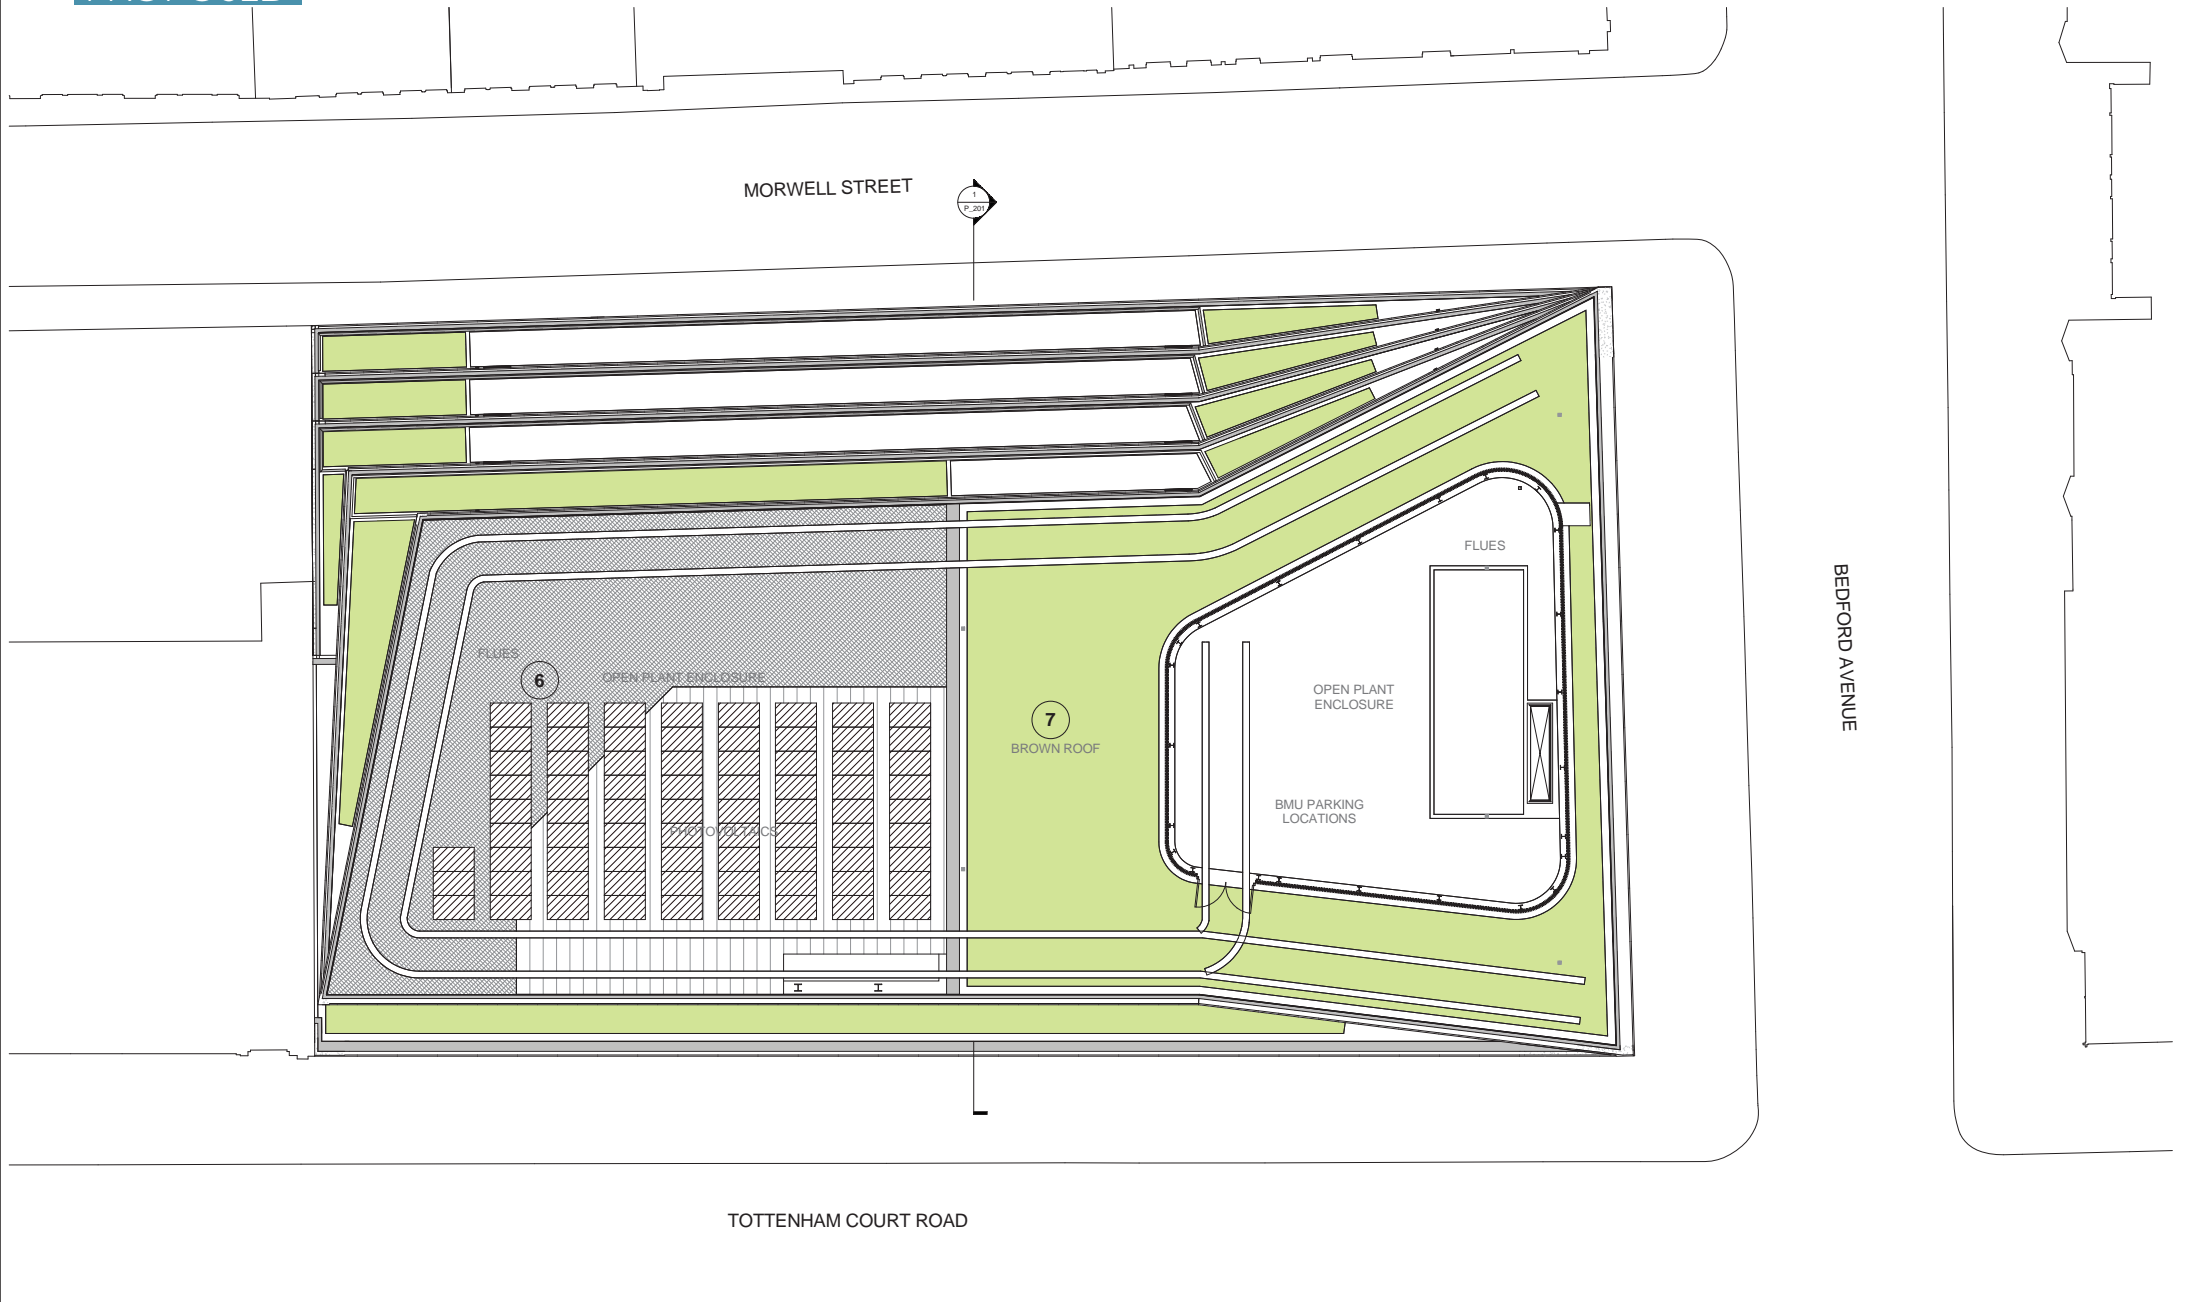 MORWELL STREET
1
P_201
FLUES
BEDFORD AVENUE
FLUES
6
OPEN PLANT ENCLOSURE
OPEN PLANT
ENCLOSURE
7
BROWN ROOF
BMU PARKING
LOCATIONS
PHOTOVOLTAICS
TOTTENHAM COURT ROAD